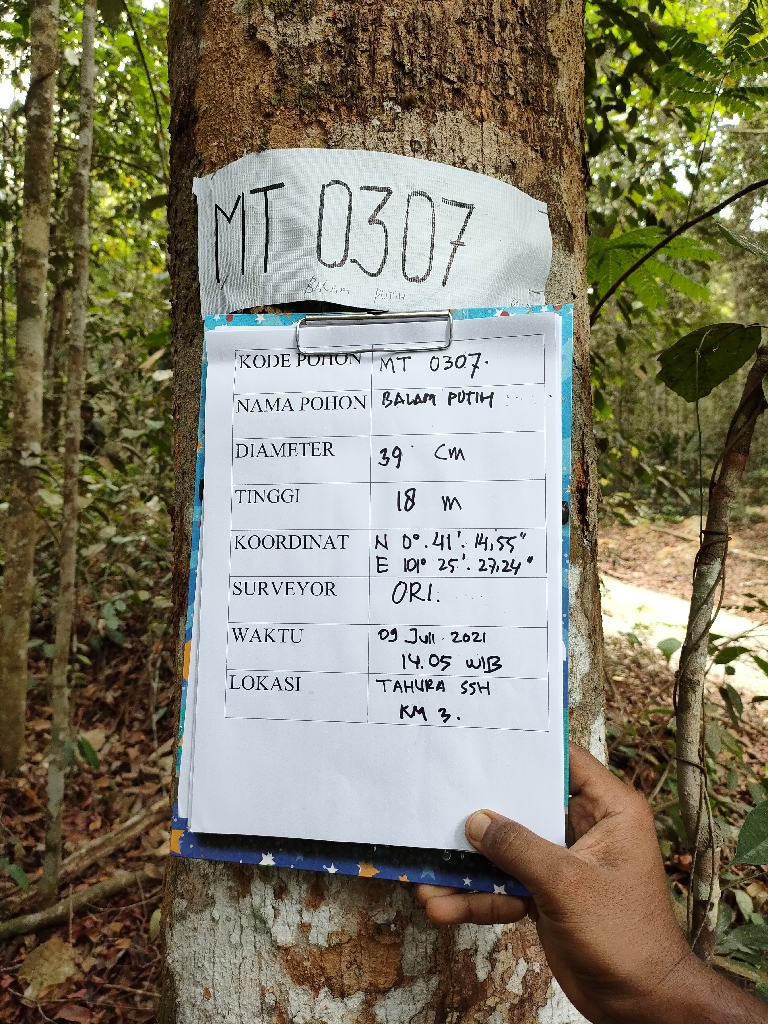 MT 0307
BALAM PUTIH
KODE POHON MT 0307.
NAMA POHON BALAM PUTIH
DIAMETER 39 cm
TINGGI 18 m
KOORDINAT N 0°.41'.14,55"
E 101° 25'.27,24"
SURVEYOR ORI.
WAKTU 09 Juli 2021
14.05 WIB
LOKASI TAHURA SSH
KM 3.